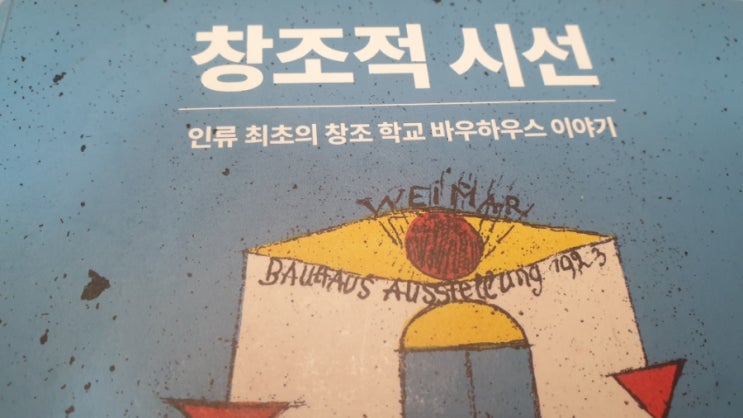 창조적 시선
인류 최초의 창조 학교 바우하우스 이야기
WEIMAR
BAUHAUS AUSSTELLUNG 1923